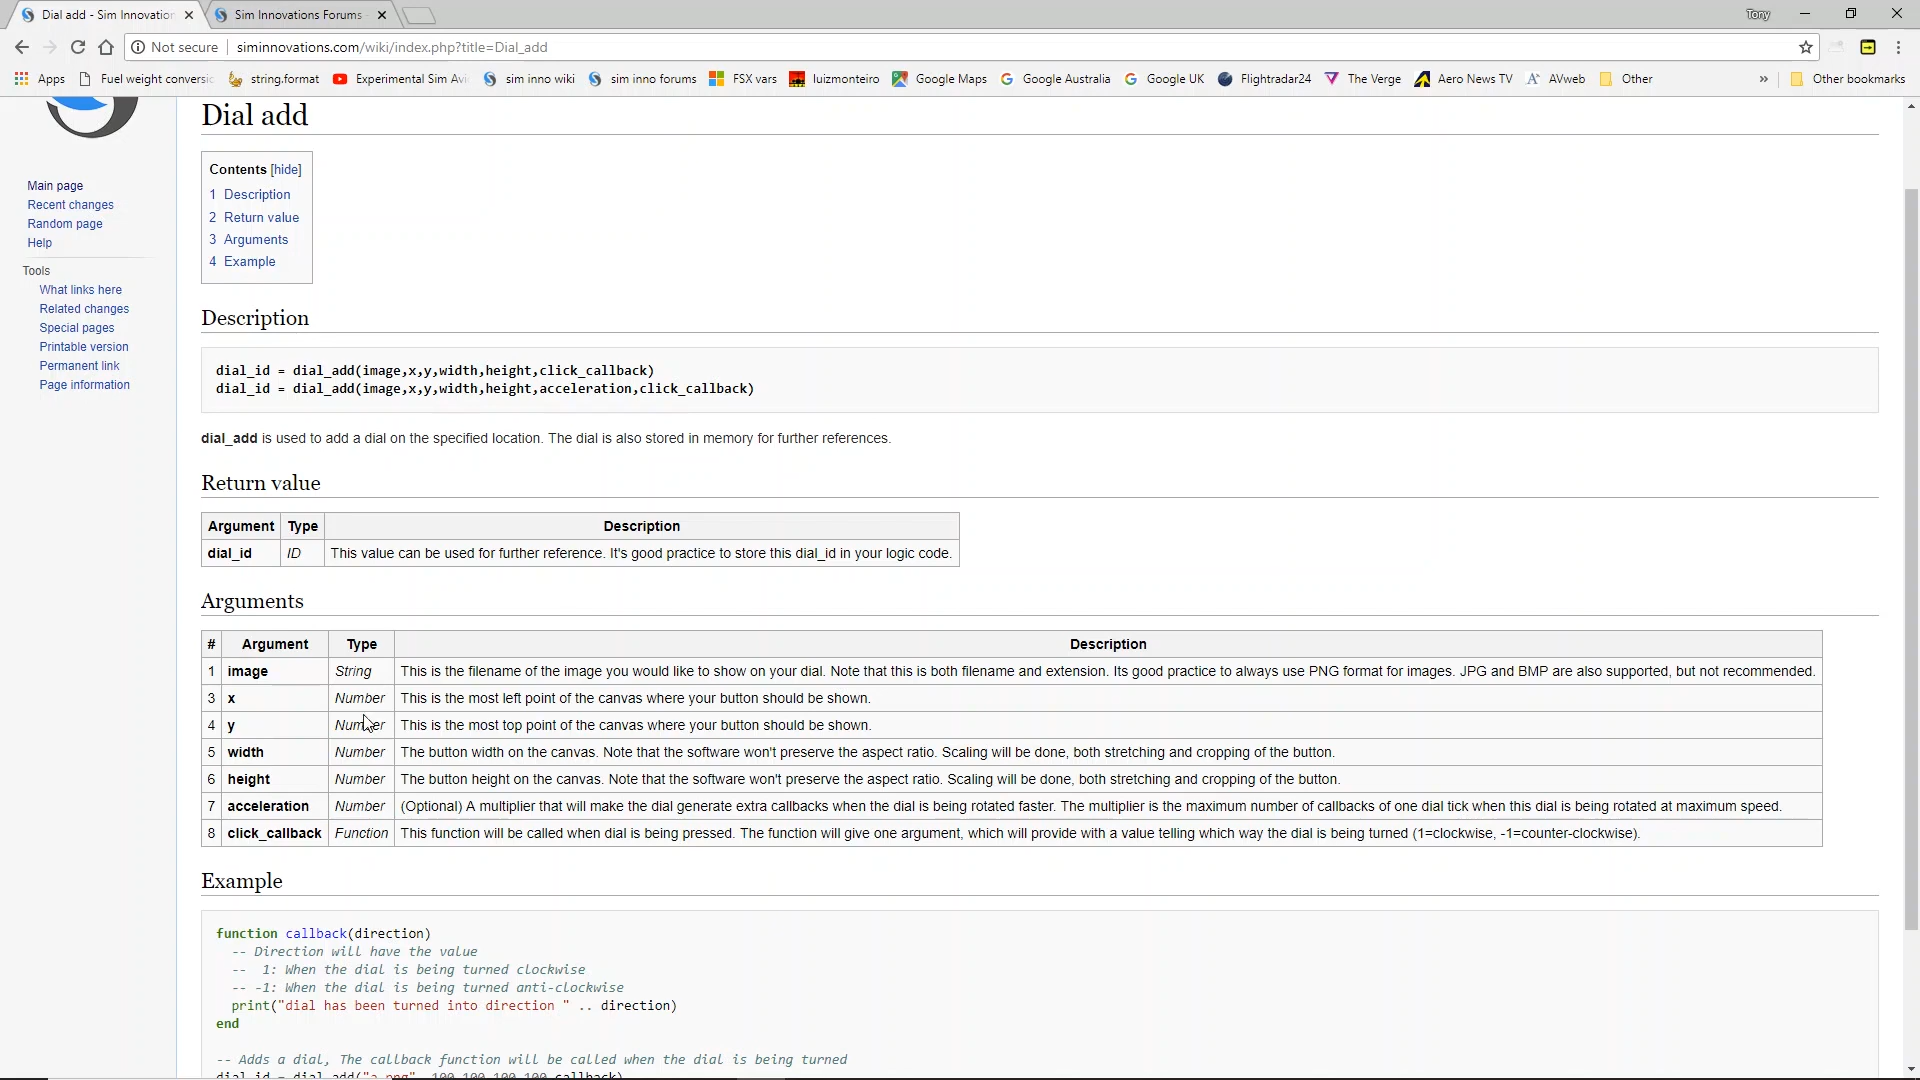 Dial add - Sim Innovation
Sim Innovations Forums
Tony
Not secure
siminnovations.com/wiki/index.php?title=Dial_add
Apps
Fuel weight conversio
string.format
Experimental Sim Avi
sim inno wiki
sim inno forums
FSX vars
luizmonteiro
Google Maps
Google Australia
Google UK
Flightradar24
The Verge
Aero News TV
AVweb
Other
»
Other bookmarks
Main page
Recent changes
Random page
Help
Tools
What links here
Related changes
Special pages
Printable version
Permanent link
Page information
Dial add
Contents [hide]
1 Description
2 Return value
3 Arguments
4 Example
Description
dial_id = dial_add(image,x,y,width,height,click_callback)
dial_id = dial_add(image,x,y,width,height,acceleration,click_callback)
dial_add is used to add a dial on the specified location. The dial is also stored in memory for further references.
Return value
Argument Type Description
dial_id ID This value can be used for further reference. It's good practice to store this dial_id in your logic code.
Arguments
# Argument Type Description
1 image String This is the filename of the image you would like to show on your dial. Note that this is both filename and extension. Its good practice to always use PNG format for images. JPG and BMP are also supported, but not recommended.
3 x Number This is the most left point of the canvas where your button should be shown.
4 y Number This is the most top point of the canvas where your button should be shown.
5 width Number The button width on the canvas. Note that the software won't preserve the aspect ratio. Scaling will be done, both stretching and cropping of the button.
6 height Number The button height on the canvas. Note that the software won't preserve the aspect ratio. Scaling will be done, both stretching and cropping of the button.
7 acceleration Number (Optional) A multiplier that will make the dial generate extra callbacks when the dial is being rotated faster. The multiplier is the maximum number of callbacks of one dial tick when this dial is being rotated at maximum speed.
8 click_callback Function This function will be called when dial is being pressed. The function will give one argument, which will provide with a value telling which way the dial is being turned (1=clockwise, -1=counter-clockwise).
Example
function callback(direction)
-- Direction will have the value
-- 1: When the dial is being turned clockwise
-- -1: When the dial is being turned anti-clockwise
print("dial has been turned into direction " .. direction)
end
-- Adds a dial, The callback function will be called when the dial is being turned
dial_id = dial_add("a.png", 100,100,100,100,callback)